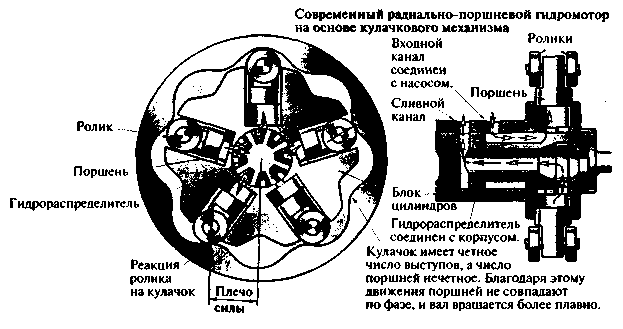 Современный радиально-поршневой гидромотор
на основе кулачкового механизма
Входной
канал
соединен
с насосом.
Ролики
Поршень
Сливной
канал
Ролик
Поршень
Гидрораспределитель
Блок
цилиндров
Гидрораспределитель
соединен с корпусом.
Кулачок имеет четное
число выступов, а число
поршней нечетное. Благодаря этому
движения поршней не совпадают
по фазе, и вал вращается более плавно.
Реакция
ролика
на кулачок
Плечо
силы